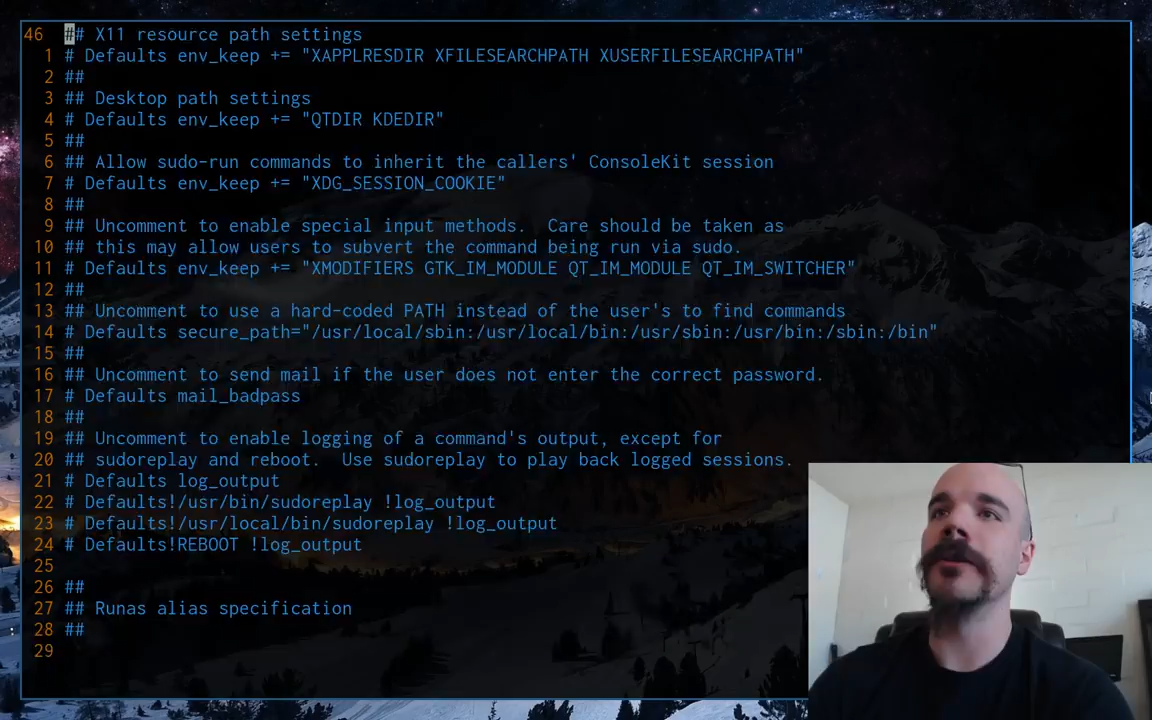 46 ## X11 resource path settings
1 # Defaults env_keep += "XAPPLRESDIR XFILESEARCHPATH XUSERFILESEARCHPATH"
2 ##
3 ## Desktop path settings
4 # Defaults env_keep += "QTDIR KDEDIR"
5 ##
6 ## Allow sudo-run commands to inherit the callers' ConsoleKit session
7 # Defaults env_keep += "XDG_SESSION_COOKIE"
8 ##
9 ## Uncomment to enable special input methods.  Care should be taken as
10 ## this may allow users to subvert the command being run via sudo.
11 # Defaults env_keep += "XMODIFIERS GTK_IM_MODULE QT_IM_MODULE QT_IM_SWITCHER"
12 ##
13 ## Uncomment to use a hard-coded PATH instead of the user's to find commands
14 # Defaults secure_path="/usr/local/sbin:/usr/local/bin:/usr/sbin:/usr/bin:/sbin:/bin"
15 ##
16 ## Uncomment to send mail if the user does not enter the correct password.
17 # Defaults mail_badpass
18 ##
19 ## Uncomment to enable logging of a command's output, except for
20 ## sudoreplay and reboot.  Use sudoreplay to play back logged sessions.
21 # Defaults log_output
22 # Defaults!/usr/bin/sudoreplay !log_output
23 # Defaults!/usr/local/bin/sudoreplay !log_output
24 # Defaults!REBOOT !log_output
25
26 ##
27 ## Runas alias specification
28 ##
29